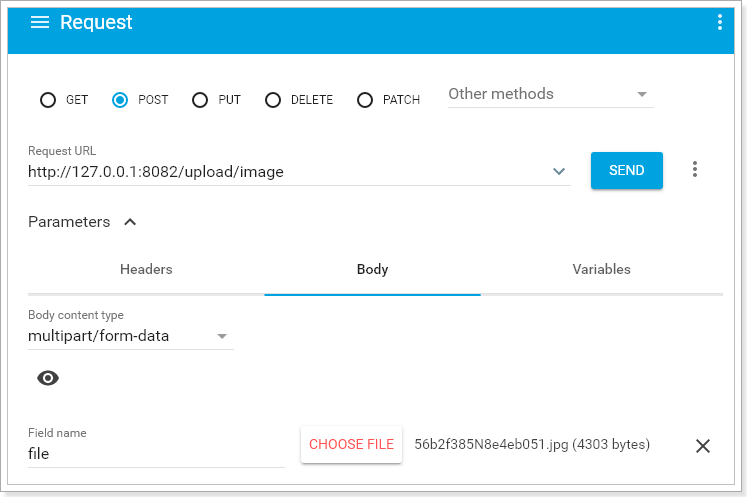 Request
GET POST PUT DELETE PATCH Other methods
Request URL
http://127.0.0.1:8082/upload/image
SEND
Parameters
Headers Body Variables
Body content type
multipart/form-data
Field name
file
CHOOSE FILE 56b2f385N8e4eb051.jpg (4303 bytes)